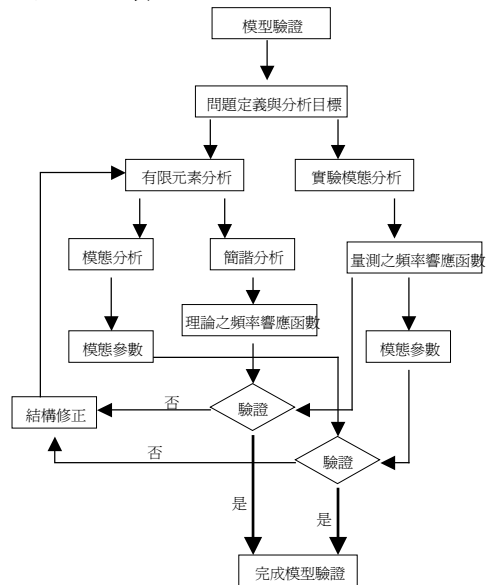 模型驗證
問題定義與分析目標
有限元素分析
實驗模態分析
模態分析
簡諧分析
量測之頻率響應函數
理論之頻率響應函數
模態參數
模態參數
結構修正
否
驗證
否
驗證
是
是
完成模型驗證